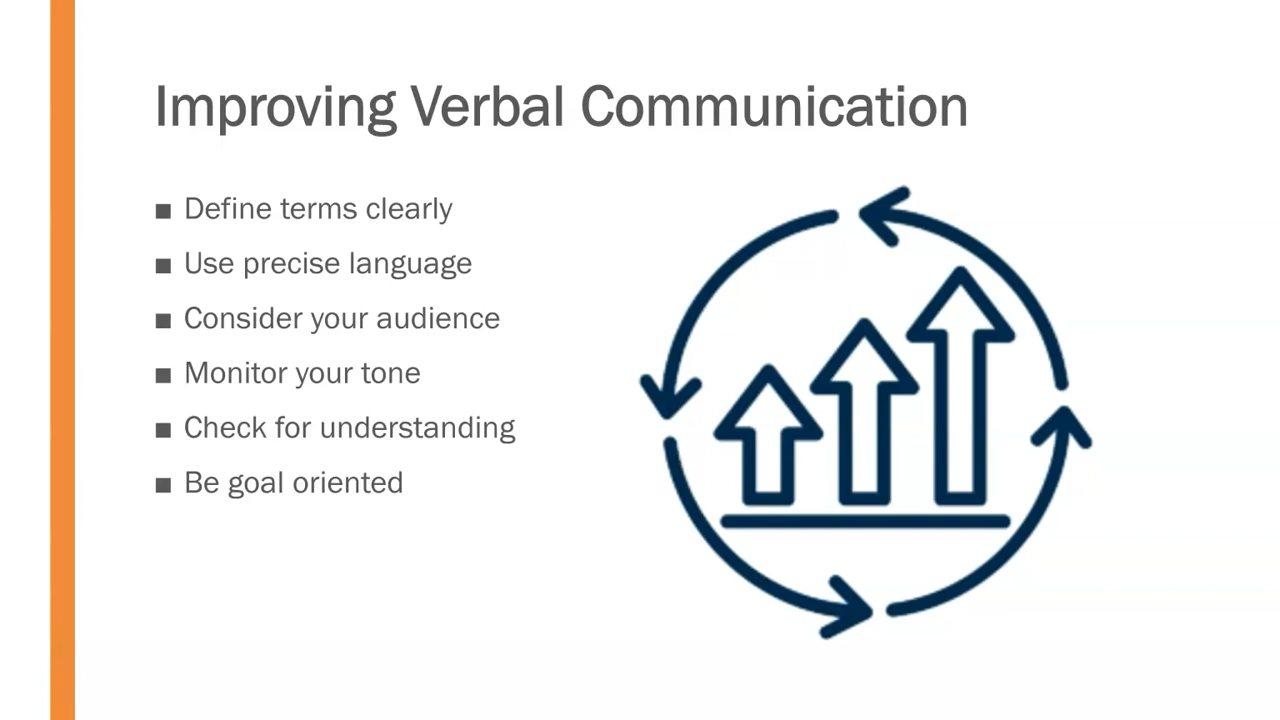 Improving Verbal Communication
■ Define terms clearly
■ Use precise language
■ Consider your audience
■ Monitor your tone
■ Check for understanding
■ Be goal oriented